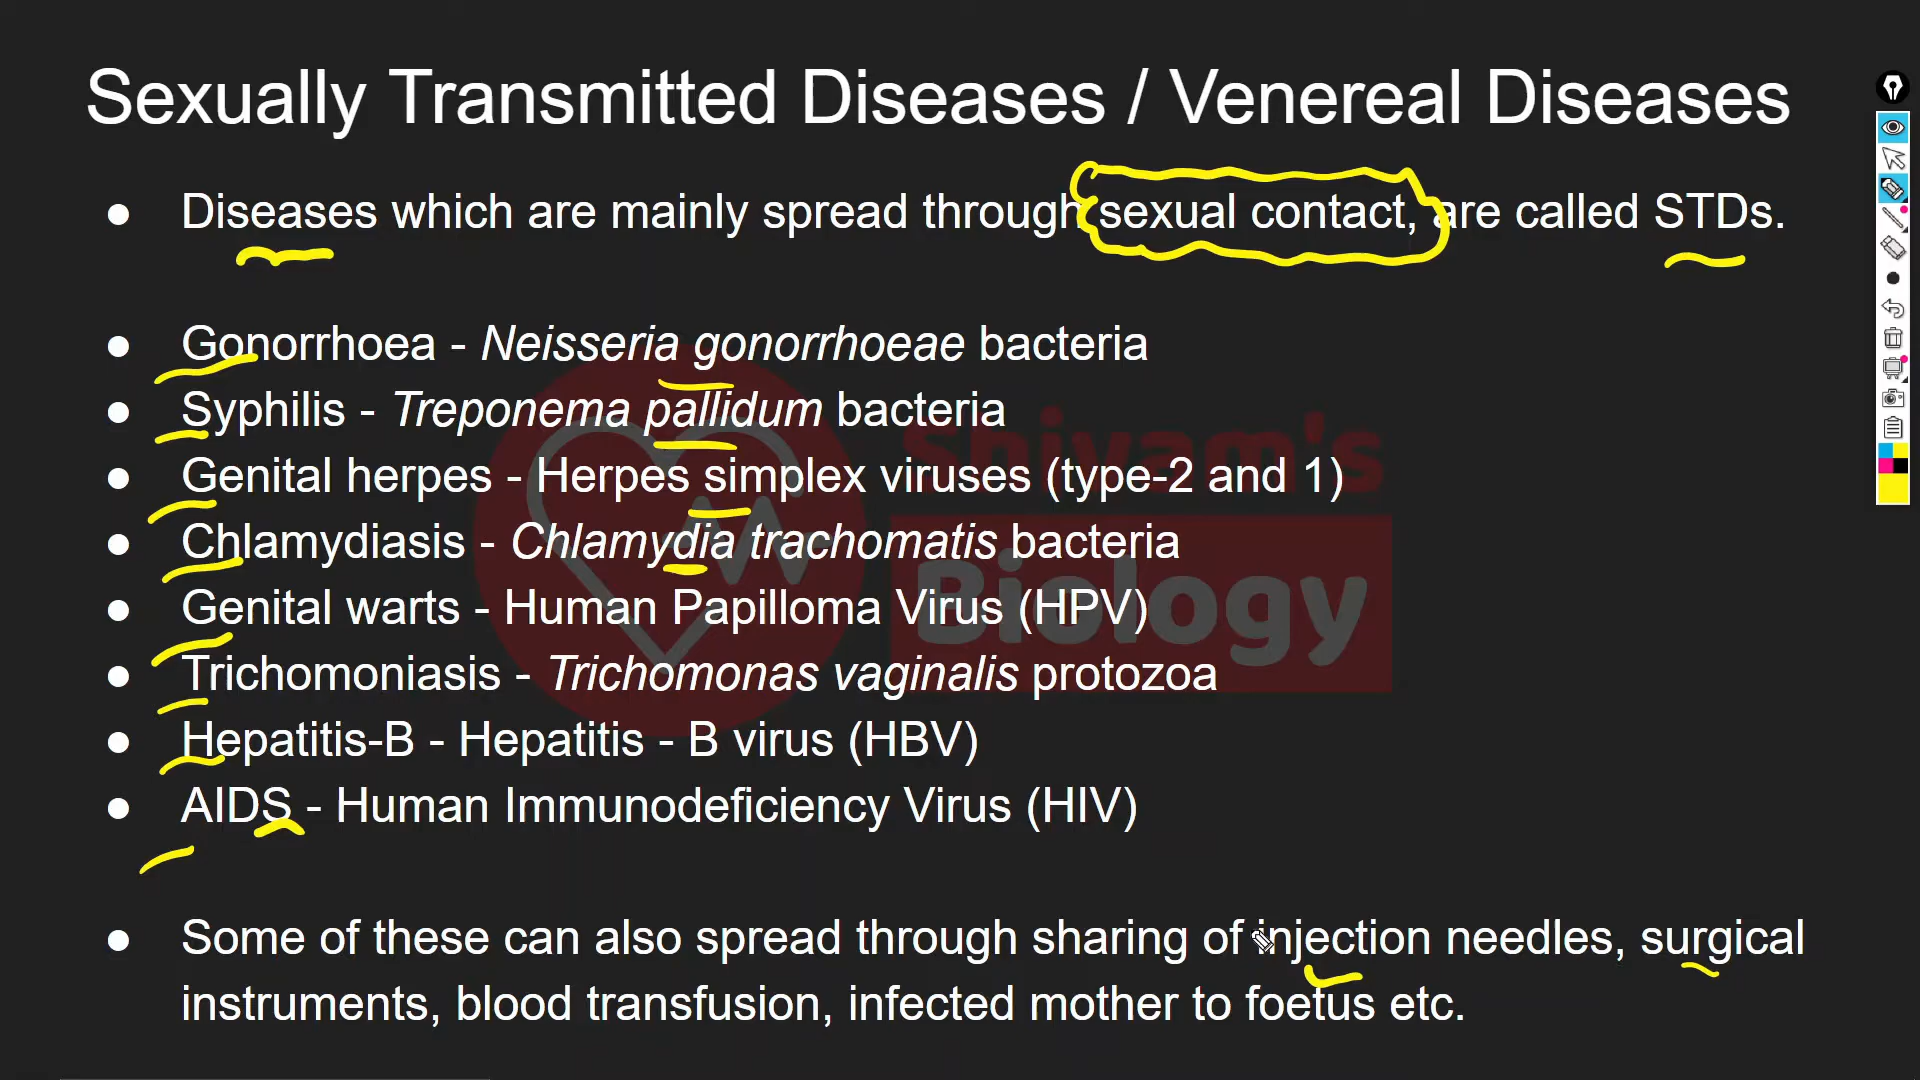 Sexually Transmitted Diseases / Venereal Diseases
● Diseases which are mainly spread through sexual contact, are called STDs.
● Gonorrhoea - Neisseria gonorrhoeae bacteria
● Syphilis - Treponema pallidum bacteria
● Genital herpes - Herpes simplex viruses (type-2 and 1)
● Chlamydiasis - Chlamydia trachomatis bacteria
● Genital warts - Human Papilloma Virus (HPV)
● Trichomoniasis - Trichomonas vaginalis protozoa
● Hepatitis-B - Hepatitis - B virus (HBV)
● AIDS - Human Immunodeficiency Virus (HIV)
● Some of these can also spread through sharing of injection needles, surgical
instruments, blood transfusion, infected mother to foetus etc.
Shivam's
Biology